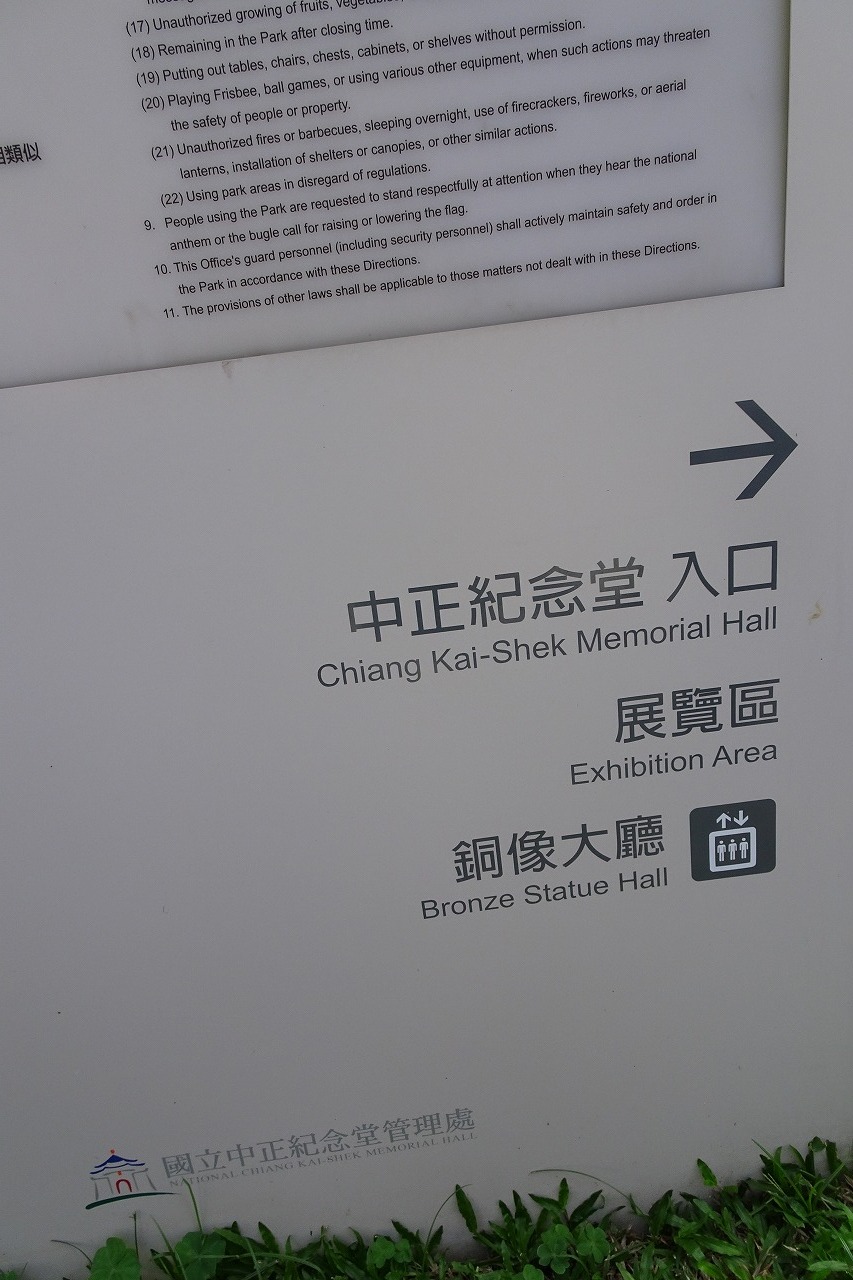 (17) Unauthorized growing of fruits, vegetables,
(18) Remaining in the Park after closing time.
(19) Putting out tables, chairs, chests, cabinets, or shelves without permission.
(20) Playing Frisbee, ball games, or using various other equipment, when such actions may threaten
the safety of people or property.
(21) Unauthorized fires or barbecues, sleeping overnight, use of firecrackers, fireworks, or aerial
lanterns, installation of shelters or canopies, or other similar actions.
(22) Using park areas in disregard of regulations.
9. People using the Park are requested to stand respectfully at attention when they hear the national
anthem or the bugle call for raising or lowering the flag.
10. This Office's guard personnel (including security personnel) shall actively maintain safety and order in
the Park in accordance with these Directions.
11. The provisions of other laws shall be applicable to those matters not dealt with in these Directions.
類似
中正紀念堂 入口
Chiang Kai-Shek Memorial Hall
展覽區
Exhibition Area
銅像大廳
Bronze Statue Hall
國立中正紀念堂管理處
NATIONAL CHIANG KAI-SHEK MEMORIAL HALL